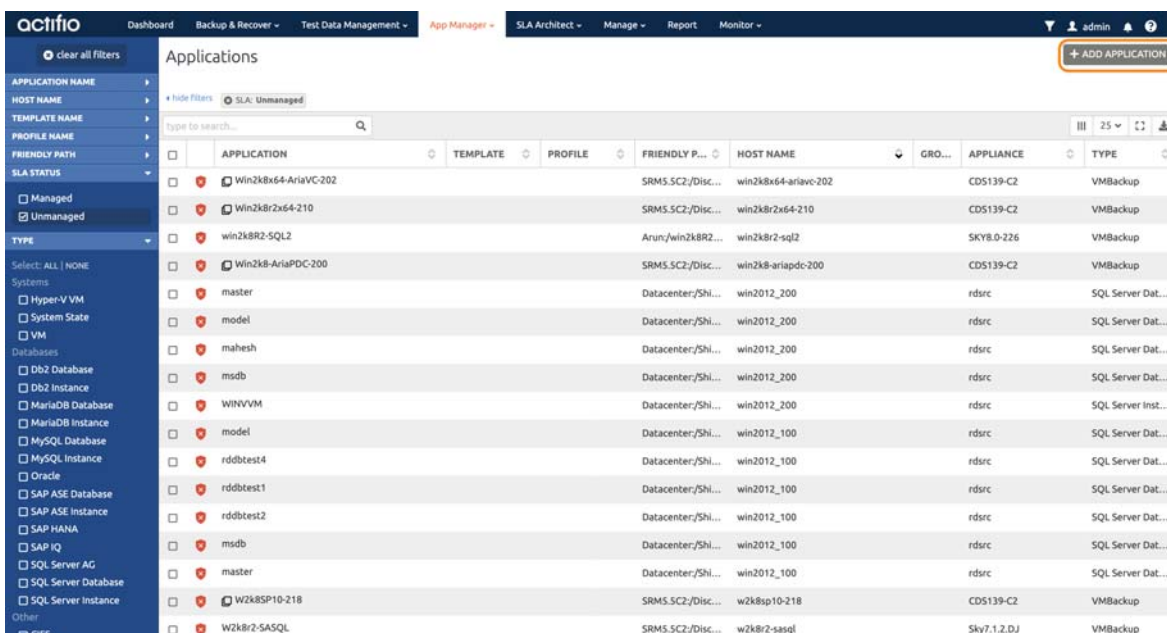 actifio Dashboard Backup & Recover Test Data Management App Manager SLA Architect Manage Report Monitor admin
clear all filters
APPLICATION NAME
HOST NAME
TEMPLATE NAME
PROFILE NAME
FRIENDLY PATH
SLA STATUS
Managed
Unmanaged
TYPE
Select: ALL | NONE
Systems
Hyper-V VM
System State
VM
Databases
Db2 Database
Db2 Instance
MariaDB Database
MariaDB Instance
MySQL Database
MySQL Instance
Oracle
SAP ASE Database
SAP ASE Instance
SAP HANA
SAP IQ
SQL Server AG
SQL Server Database
SQL Server Instance
Other
Applications
+ ADD APPLICATION
hide filters SLA: Unmanaged
type to search... 25
APPLICATION TEMPLATE PROFILE FRIENDLY P... HOST NAME GRO... APPLIANCE TYPE
Win2k8x64-AriaVC-202 SRM5.5C2:/Disc... win2k8x64-ariavc-202 CDS139-C2 VMBackup
Win2k8r2x64-210 SRM5.5C2:/Disc... win2k8r2x64-210 CDS139-C2 VMBackup
win2k8R2-SQL2 Arun:/win2k8R2... win2k8r2-sql2 SKY8.0-226 VMBackup
Win2k8-AriaPDC-200 SRM5.5C2:/Disc... win2k8-ariapdc-200 CDS139-C2 VMBackup
master Datacenter:/Shi... win2012_200 rdsrc SQL Server Dat...
model Datacenter:/Shi... win2012_200 rdsrc SQL Server Dat...
mahesh Datacenter:/Shi... win2012_200 rdsrc SQL Server Dat...
msdb Datacenter:/Shi... win2012_200 rdsrc SQL Server Dat...
WINVVM Datacenter:/Shi... win2012_200 rdsrc SQL Server Inst...
model Datacenter:/Shi... win2012_100 rdsrc SQL Server Dat...
rddbtest4 Datacenter:/Shi... win2012_100 rdsrc SQL Server Dat...
rddbtest1 Datacenter:/Shi... win2012_100 rdsrc SQL Server Dat...
rddbtest2 Datacenter:/Shi... win2012_100 rdsrc SQL Server Dat...
msdb Datacenter:/Shi... win2012_100 rdsrc SQL Server Dat...
master Datacenter:/Shi... win2012_100 rdsrc SQL Server Dat...
W2k8SP10-218 SRM5.5C2:/Disc... w2k8sp10-218 CDS139-C2 VMBackup
W2k8r2-SASQL SRM5.5C2:/Disc... w2k8r2-sasql Sky7.1.2.DJ VMBackup